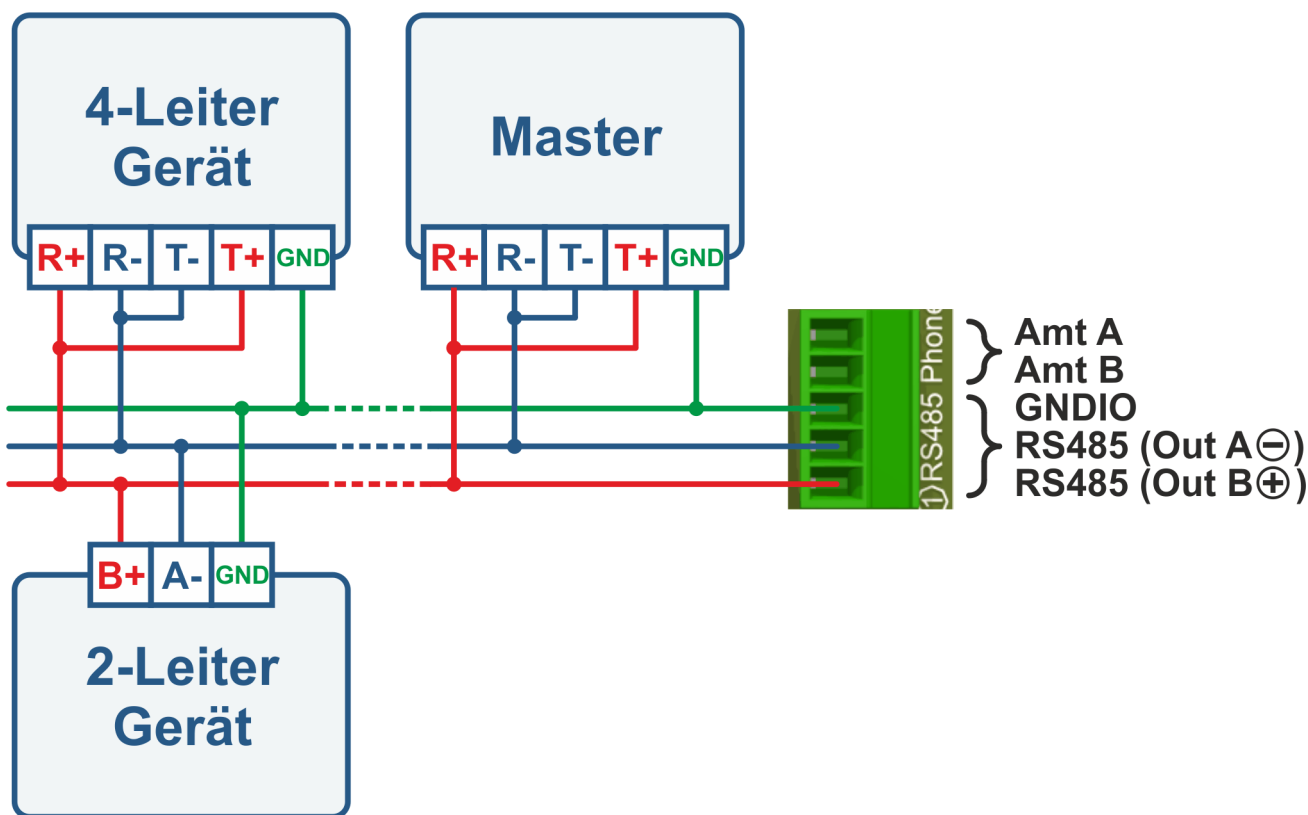 4-Leiter
Gerät
R+ R- T- T+ GND
Master
R+ R- T- T+ GND
1) RS485 Phone
Amt A
Amt B
GNDIO
RS485 (Out A⊖)
RS485 (Out B⊕)
B+ A- GND
2-Leiter
Gerät